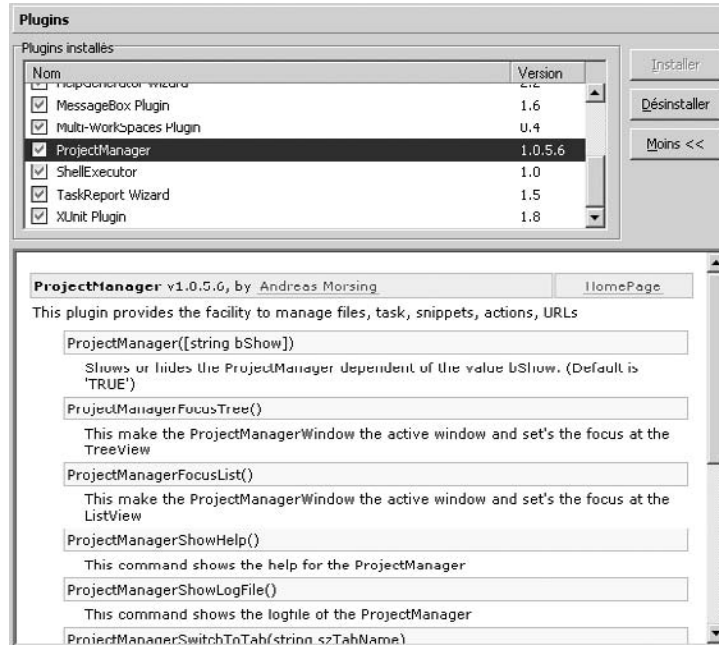 Plugins
Plugins installés
Nom Version
HelpGenerator Wizard 2.2
MessageBox Plugin 1.6
Multi-WorkSpaces Plugin 0.4
ProjectManager 1.0.5.6
ShellExecutor 1.0
TaskReport Wizard 1.5
XUnit Plugin 1.8
Installer
Désinstaller
Moins <<
ProjectManager v1.0.5.6, by Andreas Morsing HomePage
This plugin provides the facility to manage files, task, snippets, actions, URLs
ProjectManager([string bShow])
Shows or hides the ProjectManager dependent of the value bShow. (Default is
'TRUE')
ProjectManagerFocusTree()
This make the ProjectManagerWindow the active window and set's the focus at the
TreeView
ProjectManagerFocusList()
This make the ProjectManagerWindow the active window and set's the focus at the
ListView
ProjectManagerShowHelp()
This command shows the help for the ProjectManager
ProjectManagerShowLogFile()
This command shows the logfile of the ProjectManager
ProjectManagerSwitchToTab(string szTabName)